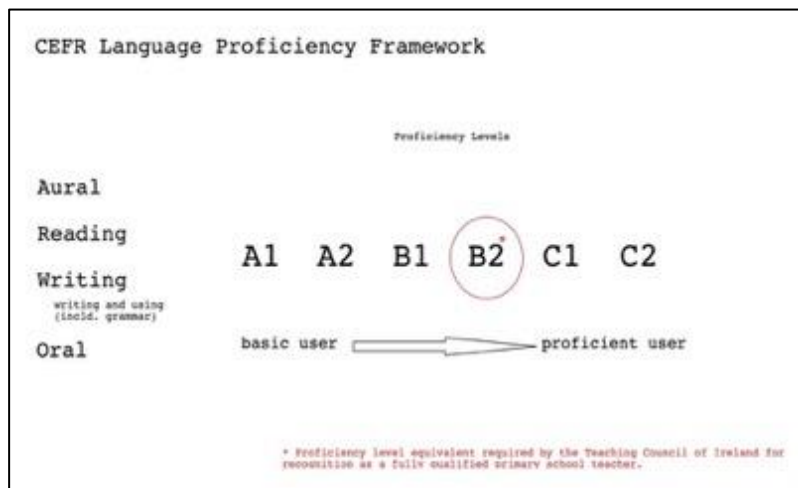 CEFR Language Proficiency Framework
Proficiency Levels
Aural
Reading
Writing
writing and using
(incld. grammar)
Oral
A1 A2 B1 B2* C1 C2
basic user proficient user
* Proficiency level equivalent required by the Teaching Council of Ireland for
recognition as a fully qualified primary school teacher.